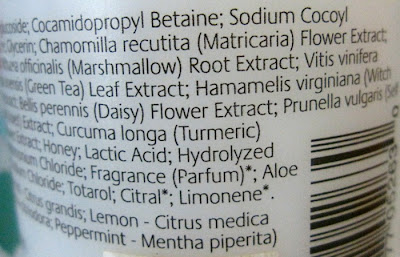 Cocamidopropyl Betaine; Sodium Cocoyl
Glycerin; Chamomilla recutita (Matricaria) Flower Extract;
officinalis (Marshmallow) Root Extract; Vitis vinifera
(Green Tea) Leaf Extract; Hamamelis virginiana (Witch
Bellis perennis (Daisy) Flower Extract; Prunella vulgaris
Extract; Curcuma longa (Turmeric)
Extract; Honey; Lactic Acid; Hydrolyzed
Chloride; Fragrance (Parfum)*; Aloe
Chloride; Totarol; Citral*; Limonene*.
Citrus grandis; Lemon - Citrus medica
Peppermint - Mentha piperita)